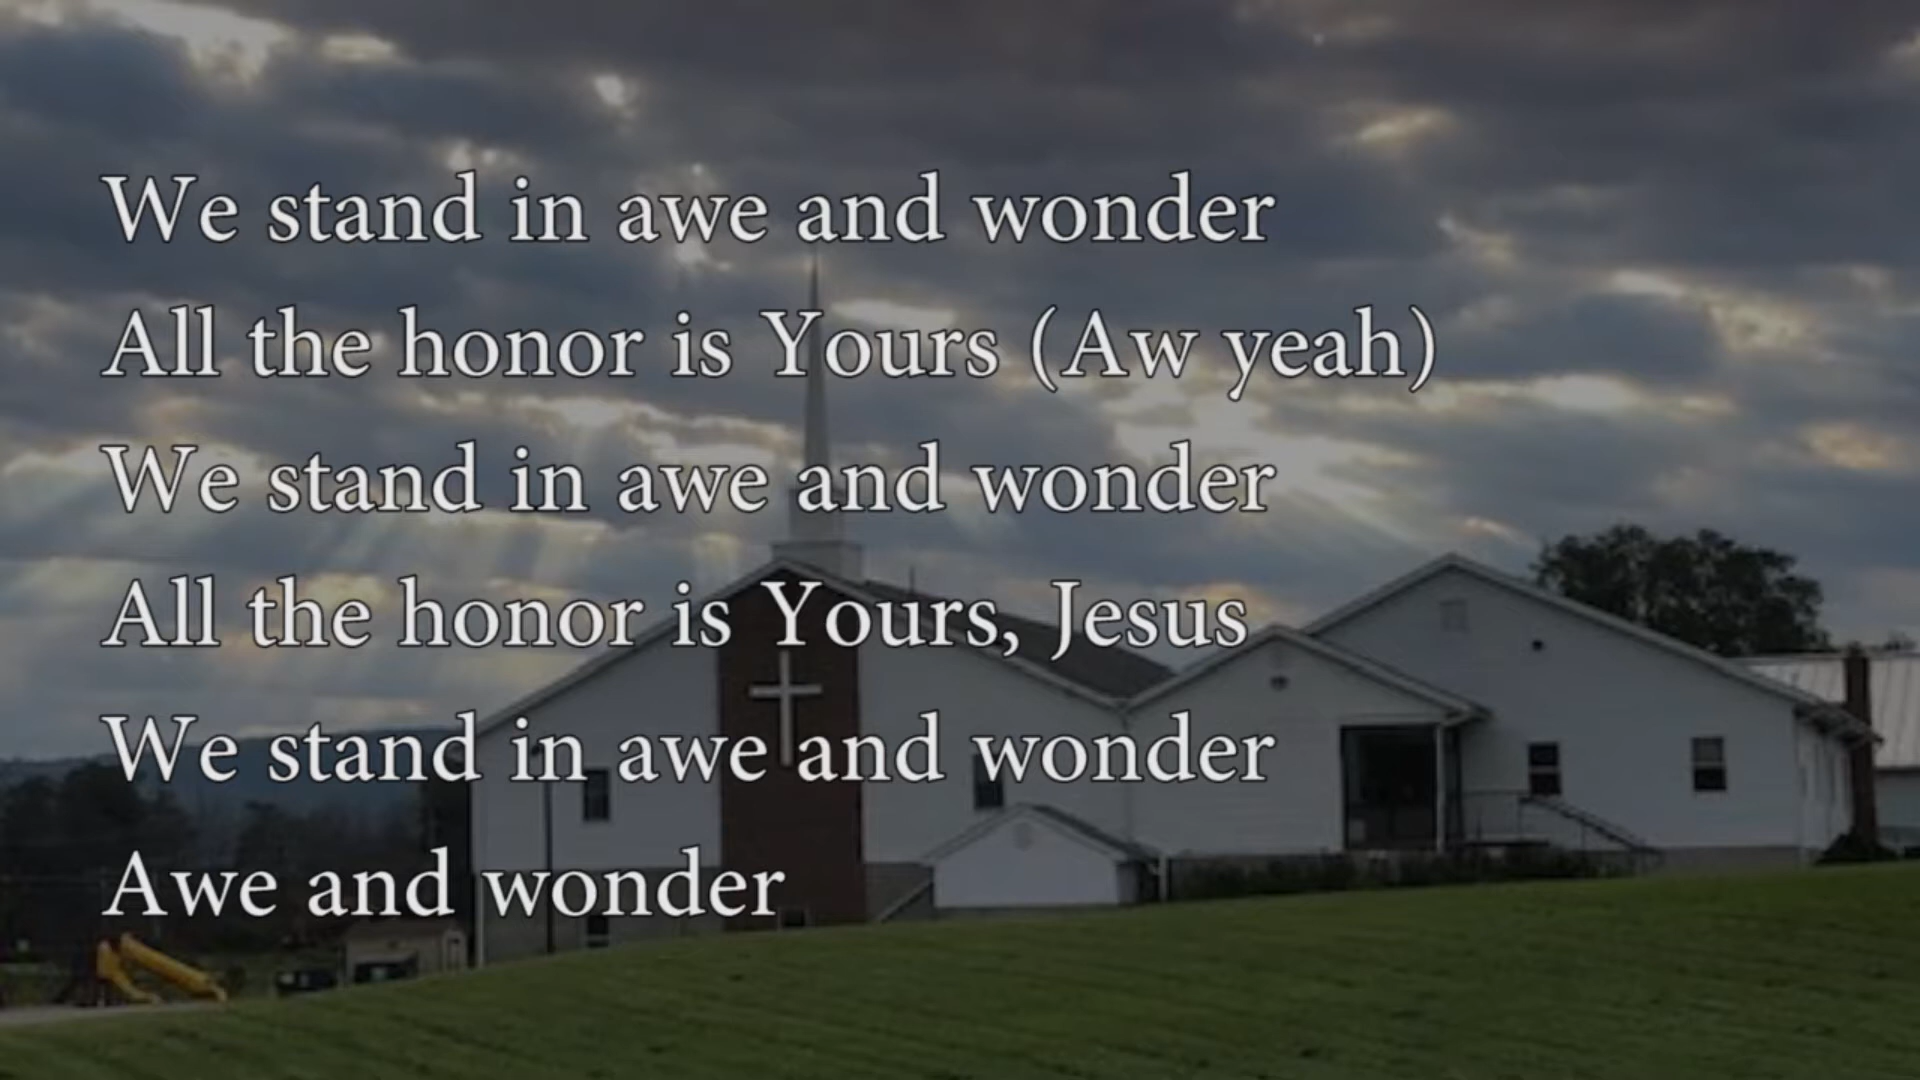 We stand in awe and wonder
All the honor is Yours (Aw yeah)
We stand in awe and wonder
All the honor is Yours, Jesus
We stand in awe and wonder
Awe and wonder